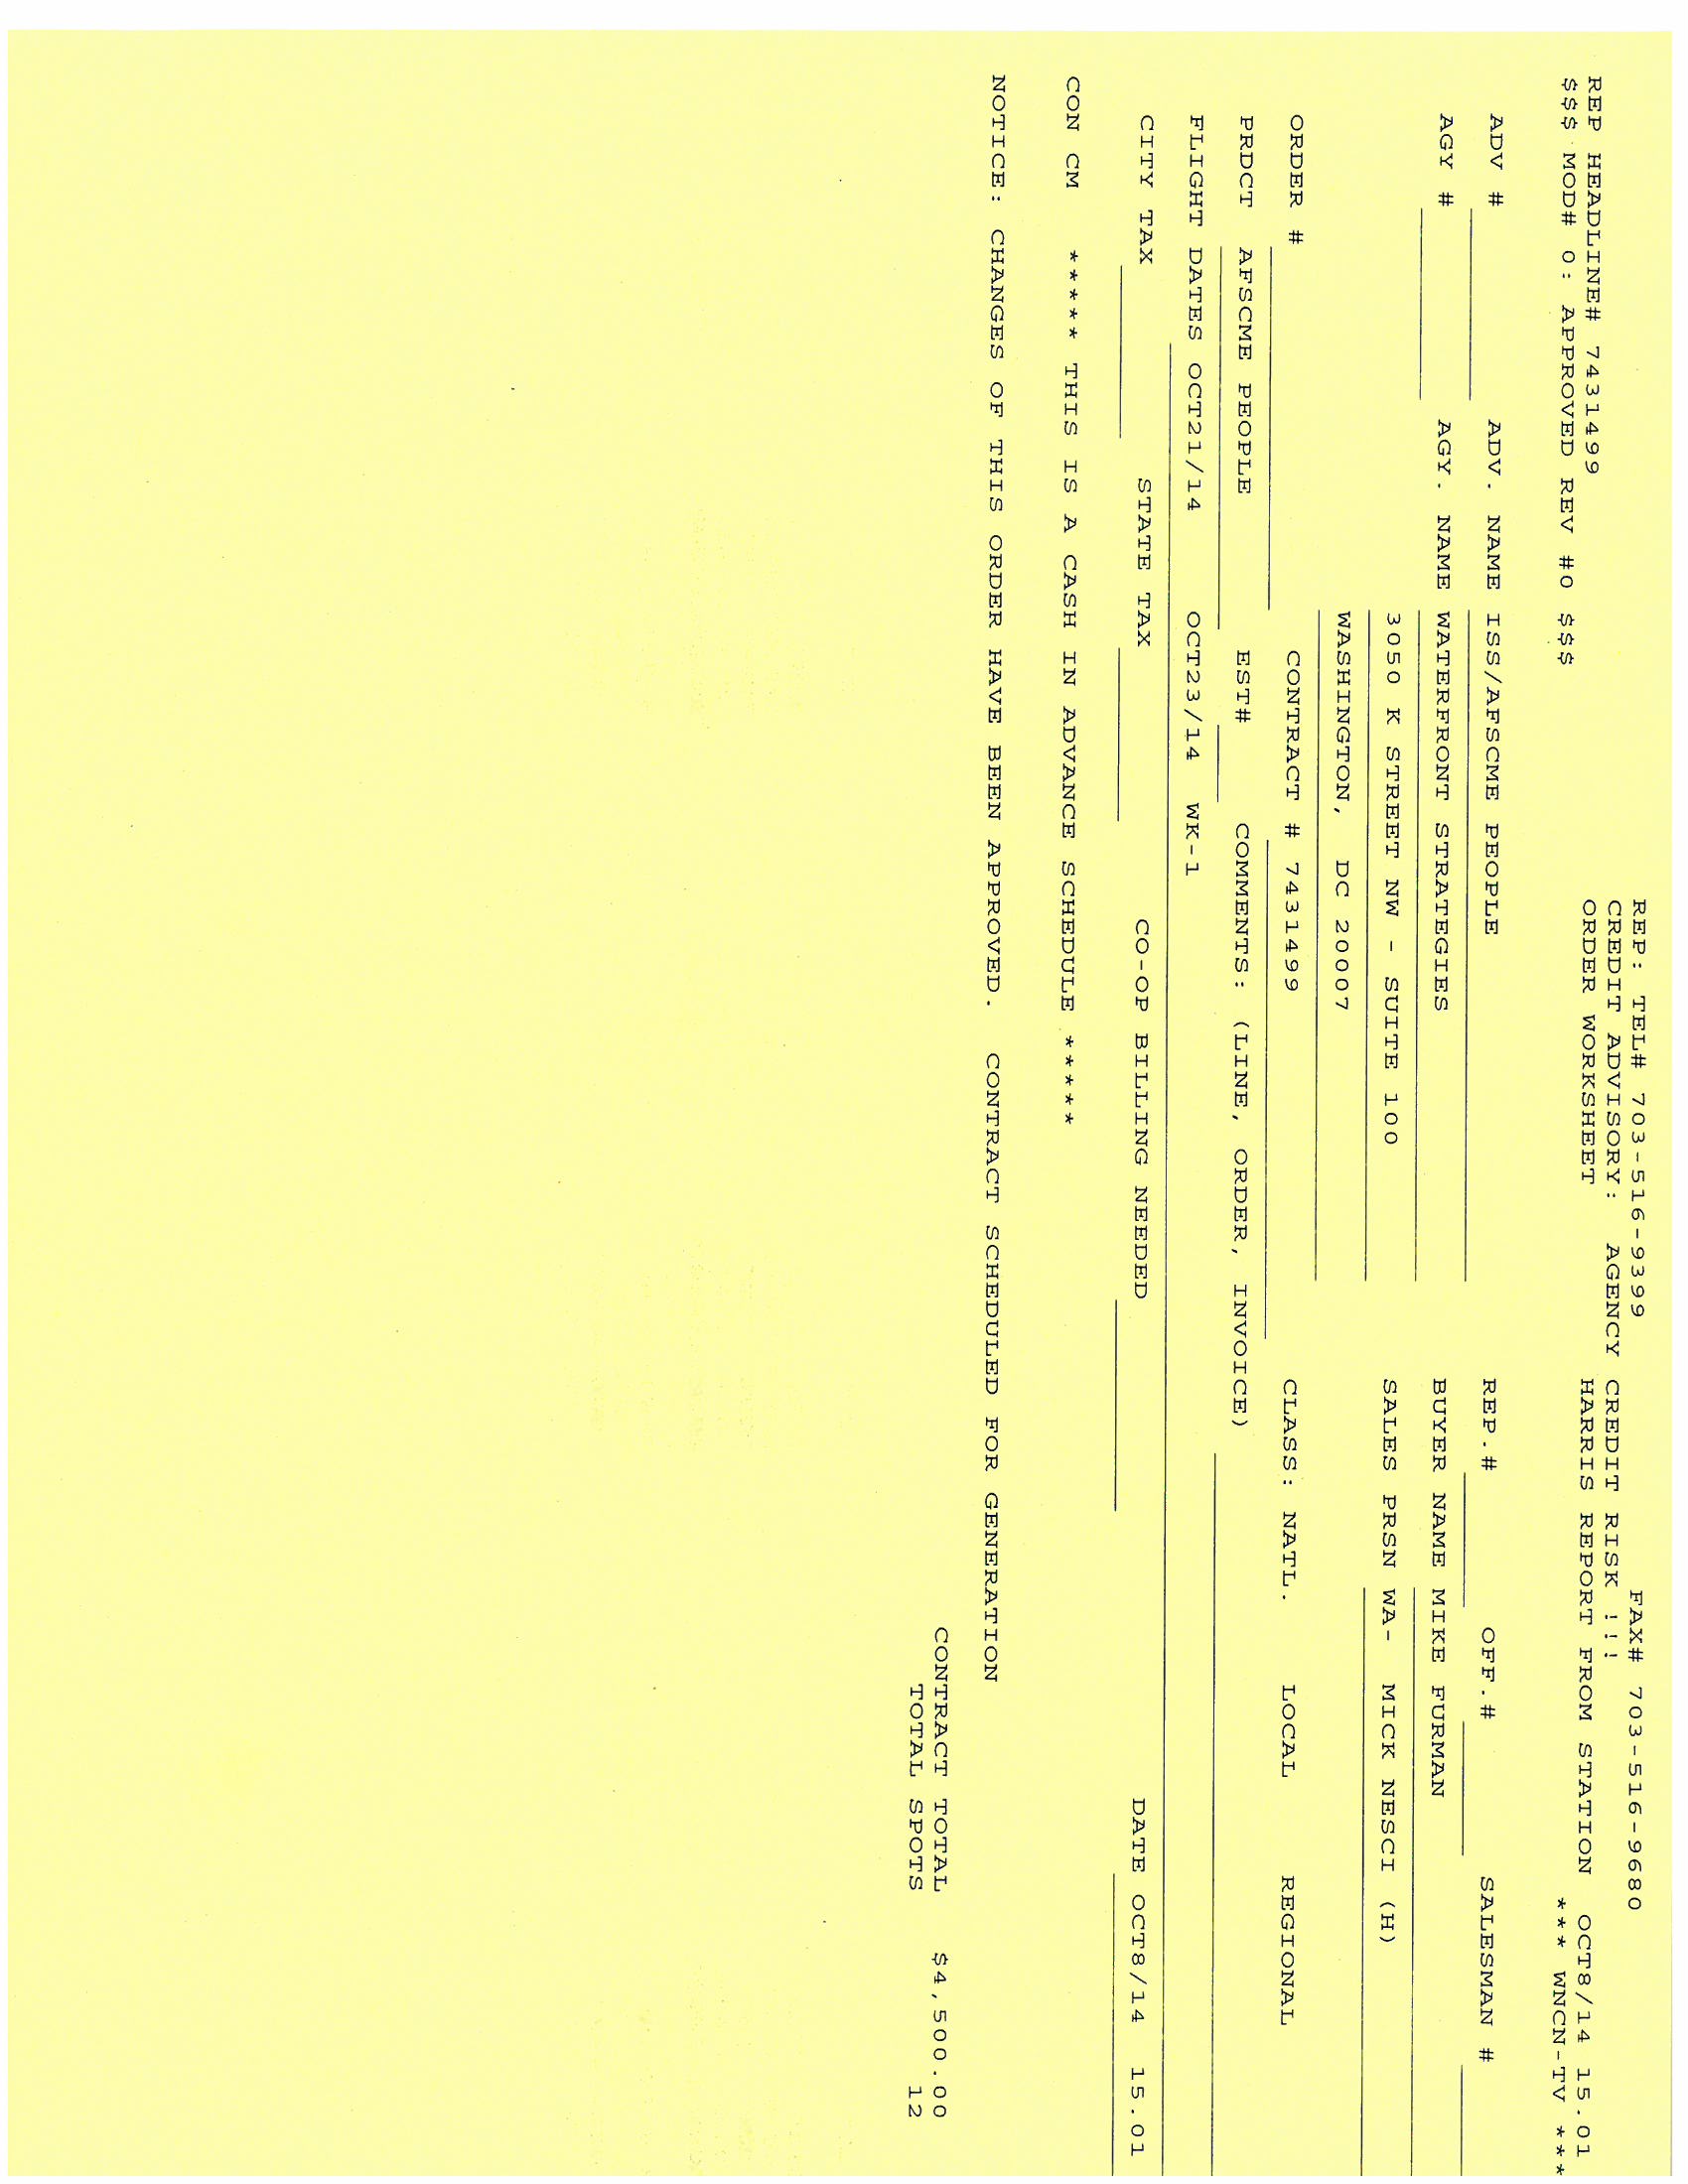 REP: TEL# 703-516-9399 FAX# 703-516-9680
CREDIT ADVISORY: AGENCY CREDIT RISK !!! OCT8/14 15.01
REP HEADLINE# 7431499 ORDER WORKSHEET HARRIS REPORT FROM STATION
$$$ MOD# 0: APPROVED REV #0 $$$ *** WNCN-TV ***
ADV # ADV. NAME ISS/AFSCME PEOPLE REP.# OFF.# SALESMAN #
AGY # AGY. NAME WATERFRONT STRATEGIES BUYER NAME MIKE FURMAN
3050 K STREET NW - SUITE 100 SALES PRSN WA- MICK NESCI (H)
WASHINGTON, DC 20007
ORDER # CONTRACT # 7431499 CLASS: NATL. LOCAL REGIONAL
PRDCT AFSCME PEOPLE EST# COMMENTS: (LINE, ORDER, INVOICE)
FLIGHT DATES OCT21/14 OCT23/14 WK-1
CITY TAX STATE TAX CO-OP BILLING NEEDED DATE OCT8/14 15.01
CON CM ***** THIS IS A CASH IN ADVANCE SCHEDULE *****
NOTICE: CHANGES OF THIS ORDER HAVE BEEN APPROVED. CONTRACT SCHEDULED FOR GENERATION
CONTRACT TOTAL $4,500.00
TOTAL SPOTS 12